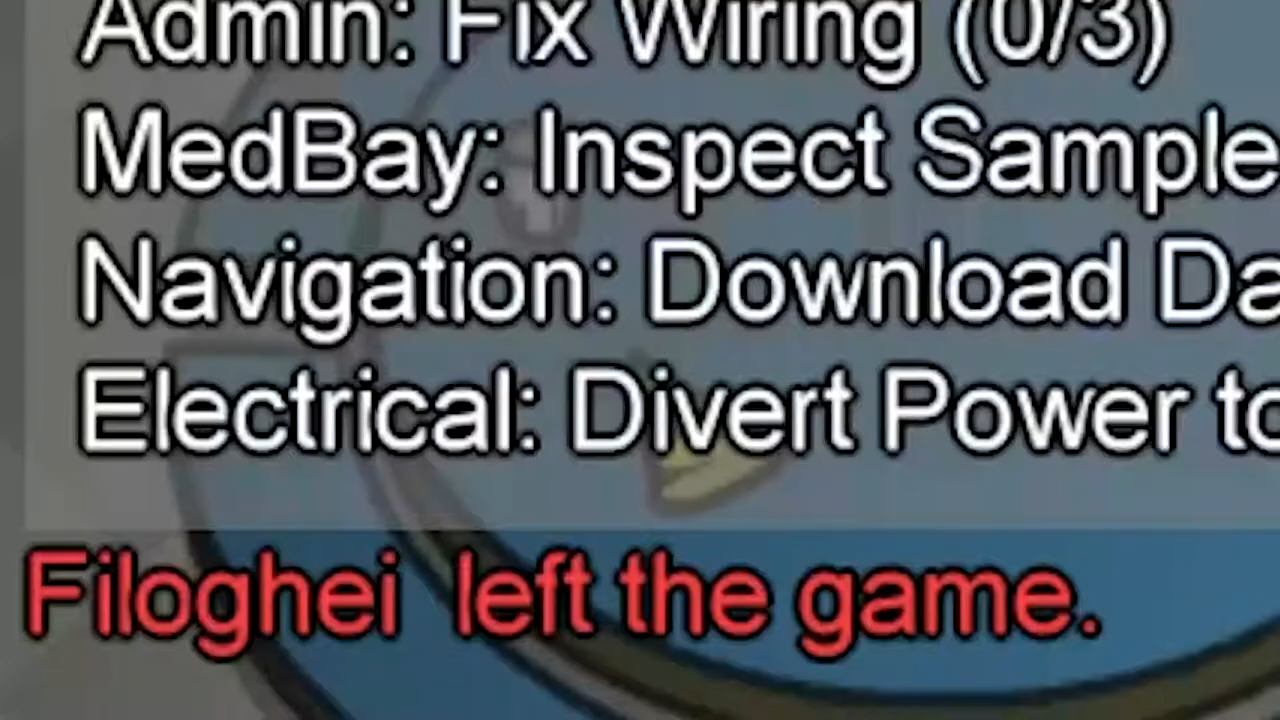 Admin: Fix Wiring (0/3)
MedBay: Inspect Sample
Navigation: Download Da
Electrical: Divert Power to
Filoghei left the game.